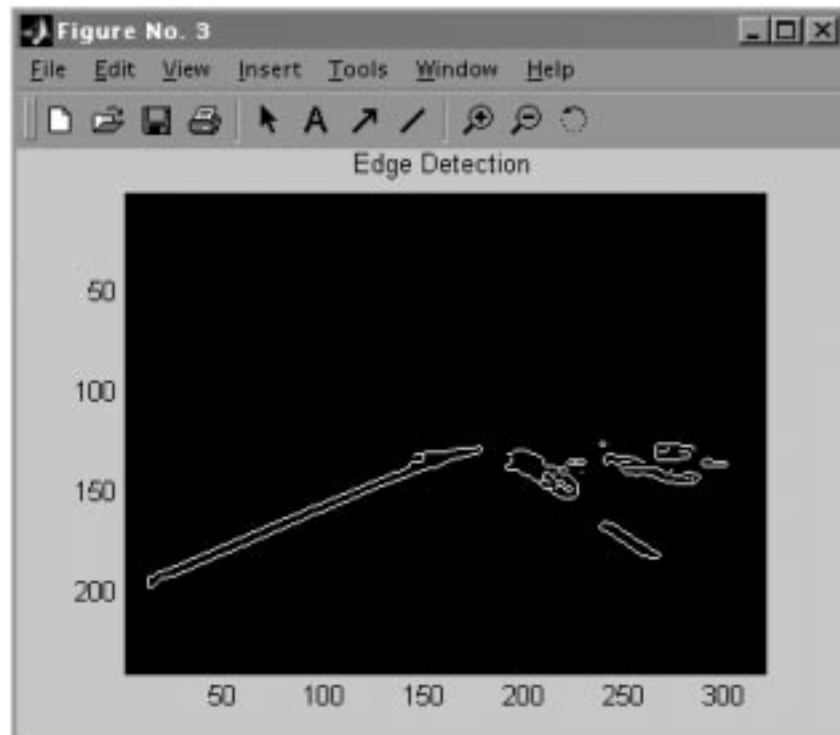 Figure No. 3
File Edit View Insert Tools Window Help
A
Edge Detection
50
100
150
200
50 100 150 200 250 300